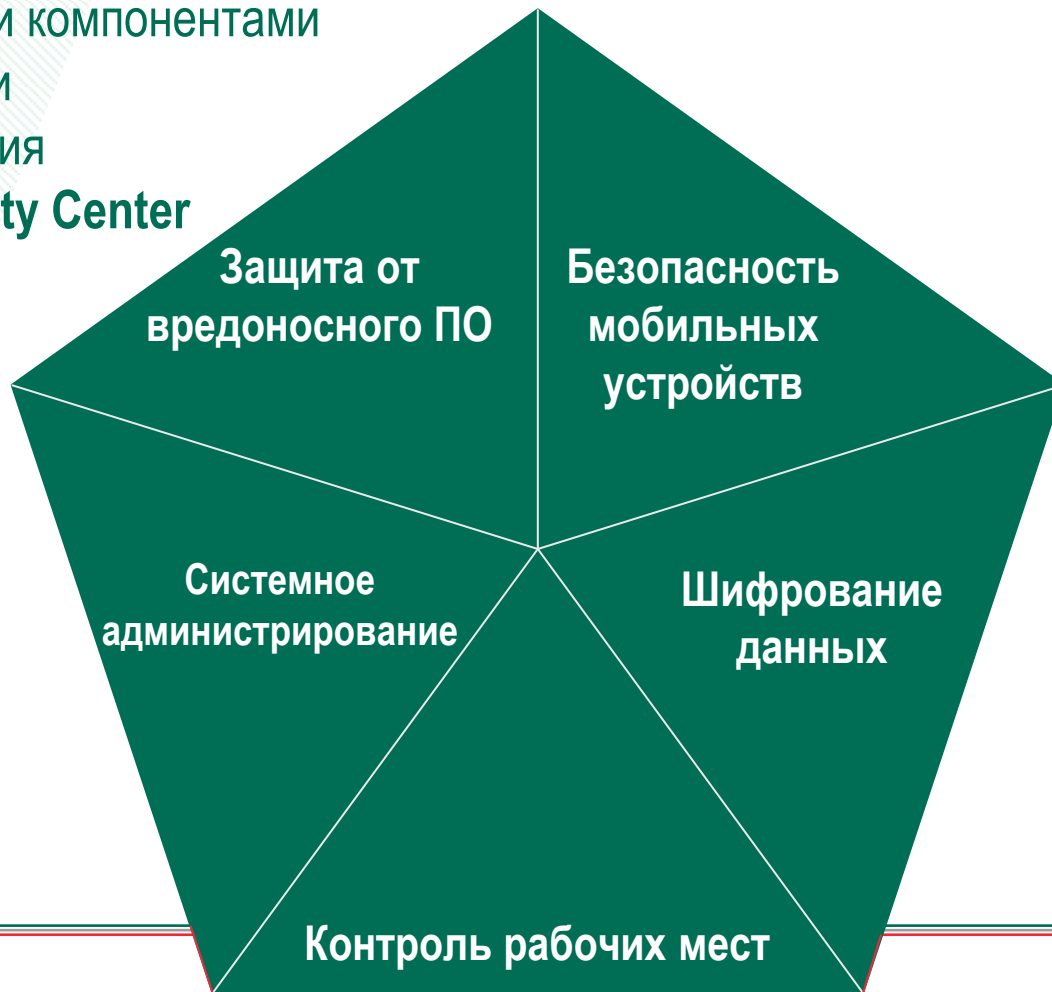 и компонентами
и
ия
ty Center
Защита от
вредоносного ПО
Безопасность
мобильных
устройств
Системное
администрирование
Шифрование
данных
Контроль рабочих мест